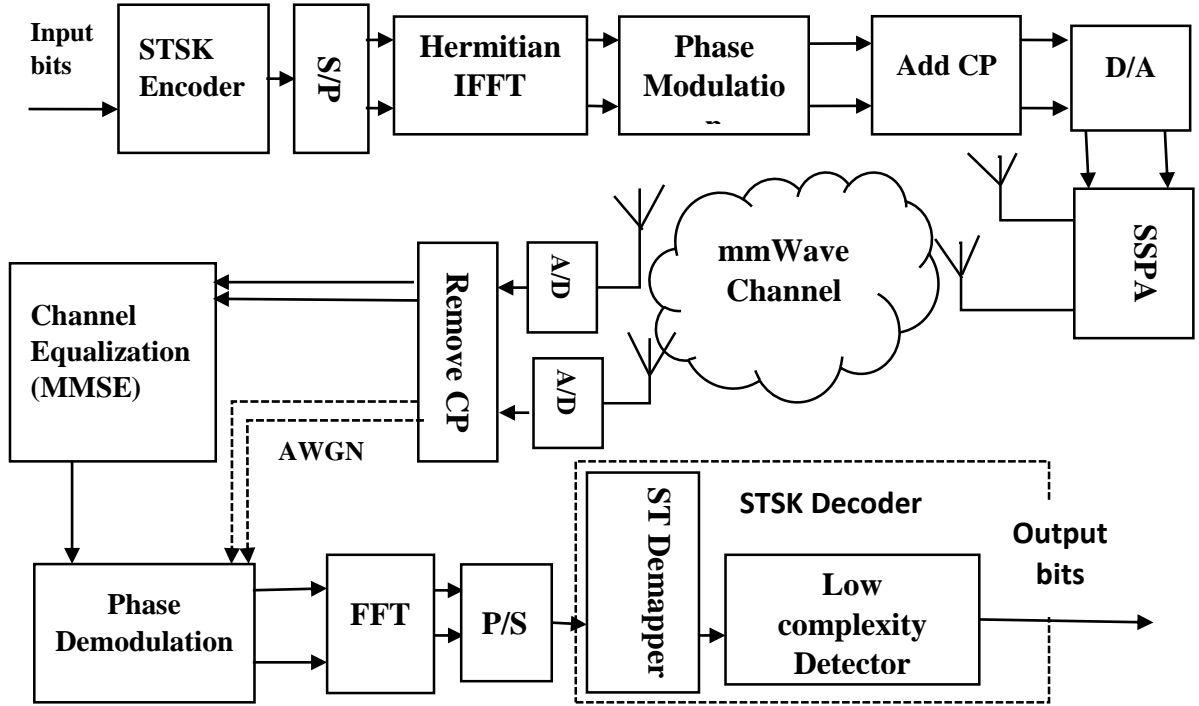 Input
bits
STSK
Encoder
S/P
Hermitian
IFFT
Phase
Modulatio
n
Add CP
D/A
SSPA
mmWave
Channel
A/D
A/D
Remove CP
Channel
Equalization
(MMSE)
AWGN
Phase
Demodulation
FFT
P/S
ST Demapper
STSK Decoder
Low
complexity
Detector
Output
bits